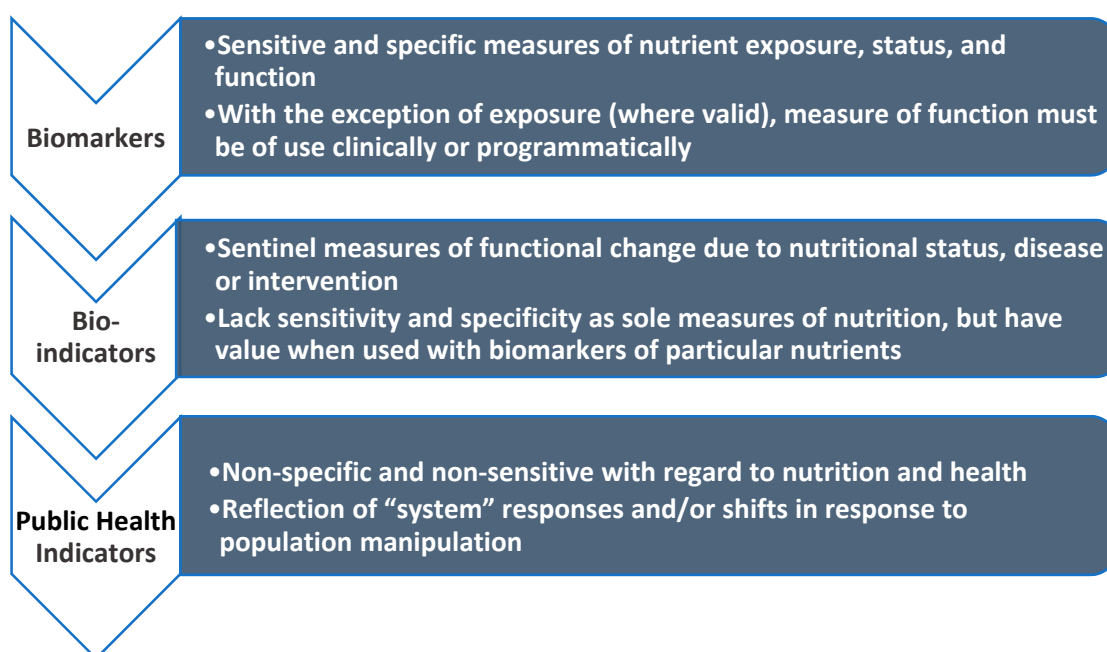 Biomarkers
•Sensitive and specific measures of nutrient exposure, status, and
function
•With the exception of exposure (where valid), measure of function must
be of use clinically or programmatically
Bio-
indicators
•Sentinel measures of functional change due to nutritional status, disease
or intervention
•Lack sensitivity and specificity as sole measures of nutrition, but have
value when used with biomarkers of particular nutrients
Public Health
Indicators
•Non-specific and non-sensitive with regard to nutrition and health
•Reflection of “system” responses and/or shifts in response to
population manipulation